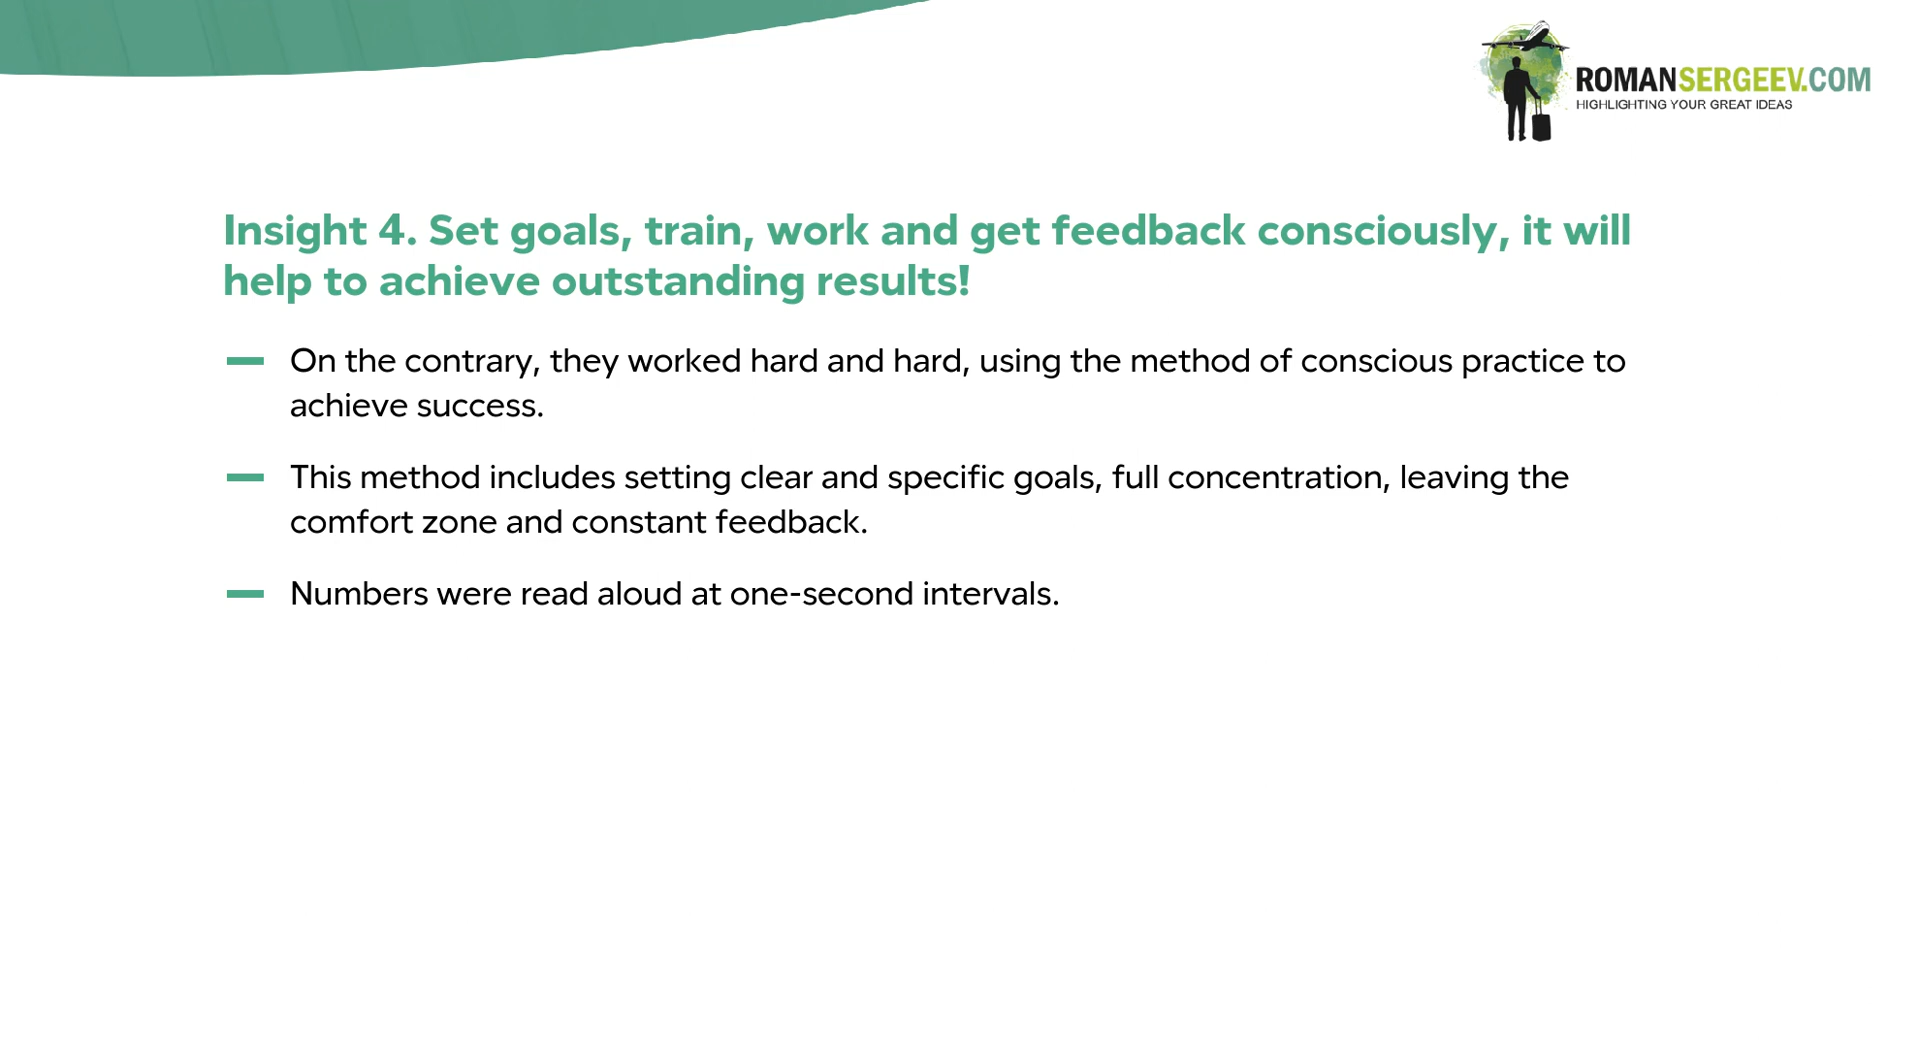 ROMANSERGEEV.COM
HIGHLIGHTING YOUR GREAT IDEAS
Insight 4. Set goals, train, work and get feedback consciously, it will
help to achieve outstanding results!
On the contrary, they worked hard and hard, using the method of conscious practice to
achieve success.
This method includes setting clear and specific goals, full concentration, leaving the
comfort zone and constant feedback.
Numbers were read aloud at one-second intervals.